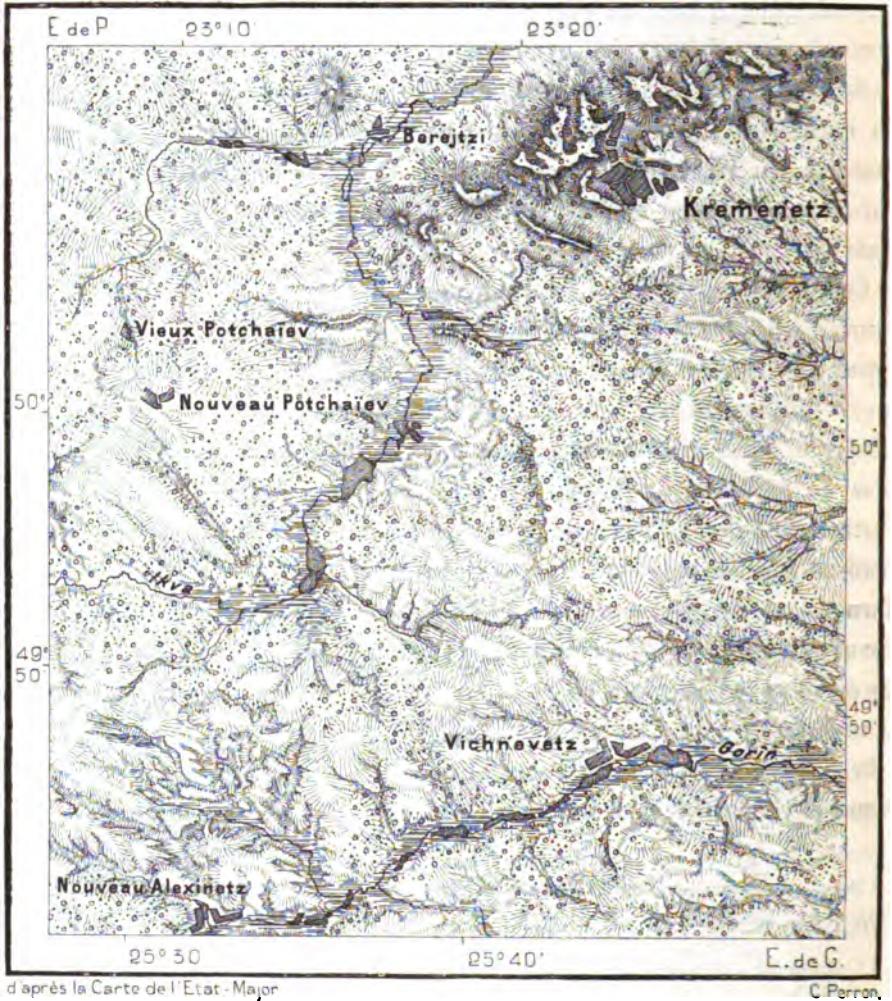 E de P 23°10' 23°20'
Barajtzi
Kremenetz
Vieux Potchaïev
50° Nouveau Potchaïev
50°
Ikva
49°
50'
49°
50'
Vichnevetz Gorin
Nouveau Alexinetz
25°30 25°40' E. de G.
d'après la Carte de l'Etat-Major C. Perron.